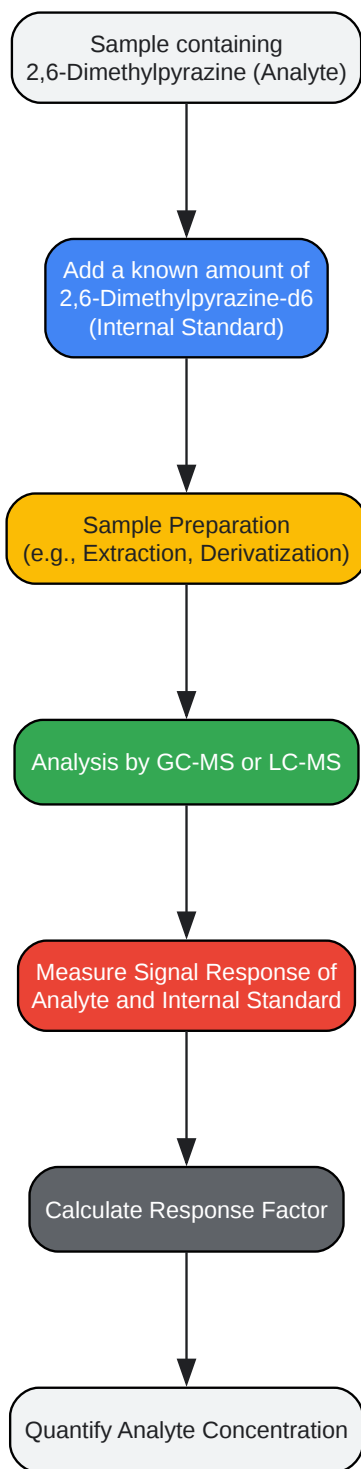 Sample containing
2,6-Dimethylpyrazine (Analyte)
Add a known amount of
2,6-Dimethylpyrazine-d6
(Internal Standard)
Sample Preparation
(e.g., Extraction, Derivatization)
Analysis by GC-MS or LC-MS
Measure Signal Response of
Analyte and Internal Standard
Calculate Response Factor
Quantify Analyte Concentration